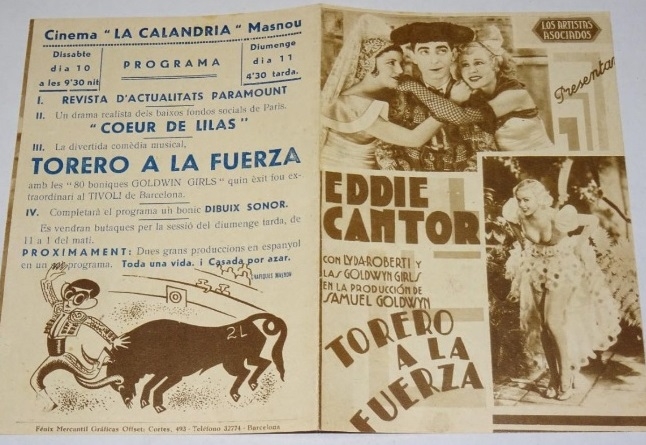 Cinema "LA CALANDRIA" Masnou
Dissabte
dia 10
a les 9'30 nit
PROGRAMA
Diumenge
dia 11
4'30 tarda.
I. REVISTA D'ACTUALITATS PARAMOUNT
II. Un drama realista dels baixos fondos socials de París.
"COEUR DE LILAS"
III. La divertida comèdia musical,
TORERO A LA FUERZA
amb les "80 boniques GOLDWIN GIRLS" quin èxit fou ex-
traordinari al TIVOLI de Barcelona.
IV. Completarà el programa un bonic DIBUIX SONOR.
Es vendran butaques per la sessió del diumenge tarda, de
11 a 1 del matí.
PROXIMAMENT: Dues grans produccions en espanyol
en un programa. Toda una vida. i Casada por azar.
2L
Fénix Mercantil Gráficas Offset: Cortes, 493 - Teléfono 32774 - Barcelona
LOS ARTISTAS
ASOCIADOS
Presentan
EDDIE
CANTOR
CON LYDA·ROBERTI Y
LAS GOLDWYN GIRLS
EN LA PRODUCCIÓN DE
SAMUEL GOLDWYN
TORERO
A LA
FUERZA